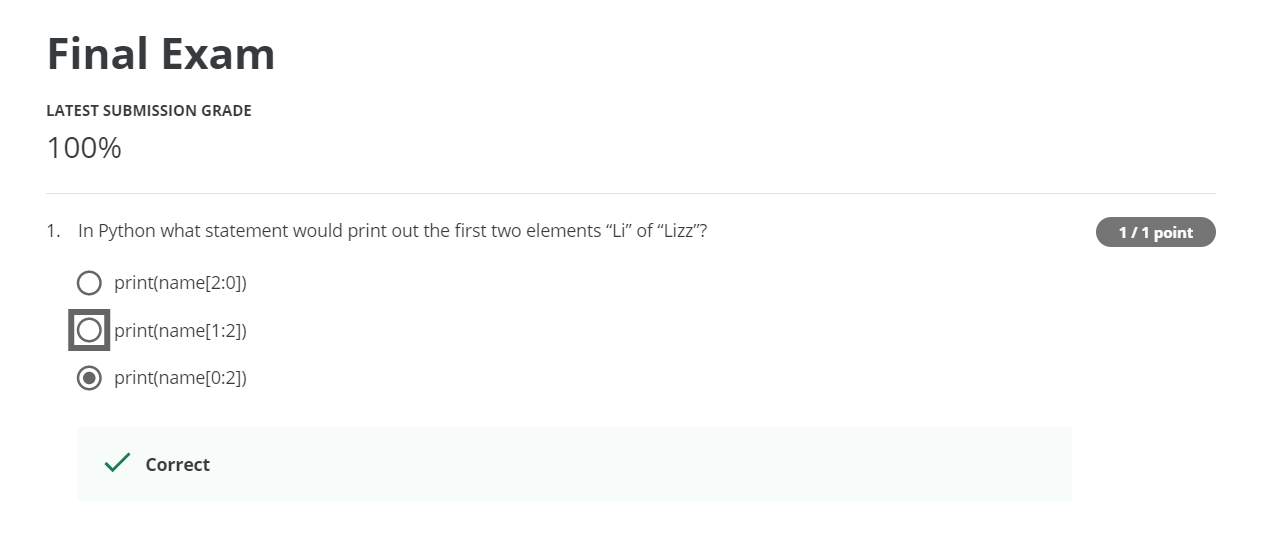 Final Exam
LATEST SUBMISSION GRADE
100%
1. In Python what statement would print out the first two elements “Li” of “Lizz”?
1 / 1 point
print(name[2:0])
print(name[1:2])
print(name[0:2])
Correct